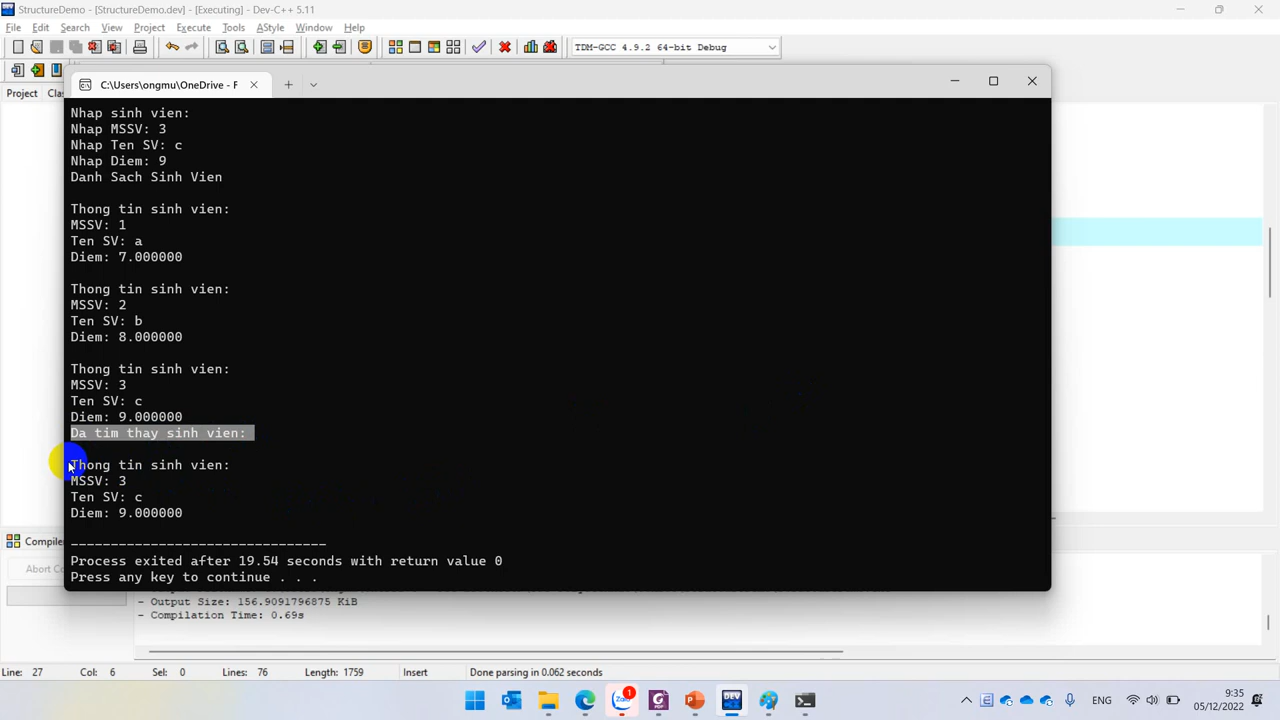 StructureDemo - [StructureDemo.dev] - [Executing] - Dev-C++ 5.11
File Edit Search View Project Execute Tools AStyle Window Help
TDM-GCC 4.9.2 64-bit Debug
Project
C:\Users\ongmu\OneDrive - F
Nhap sinh vien:
Nhap MSSV: 3
Nhap Ten SV: c
Nhap Diem: 9
Danh Sach Sinh Vien
Thong tin sinh vien:
MSSV: 1
Ten SV: a
Diem: 7.000000
Thong tin sinh vien:
MSSV: 2
Ten SV: b
Diem: 8.000000
Thong tin sinh vien:
MSSV: 3
Ten SV: c
Diem: 9.000000
Da tim thay sinh vien:
Thong tin sinh vien:
MSSV: 3
Ten SV: c
Diem: 9.000000
--------------------------------
Process exited after 19.54 seconds with return value 0
Press any key to continue . . .
- Output Size: 156.9091796875 KiB
- Compilation Time: 0.69s
Line: 27 Col: 6 Sel: 0 Lines: 76 Length: 1759 Insert Done parsing in 0.062 seconds
Zalo 1 PDF DEV ENG 9:35
05/12/2022